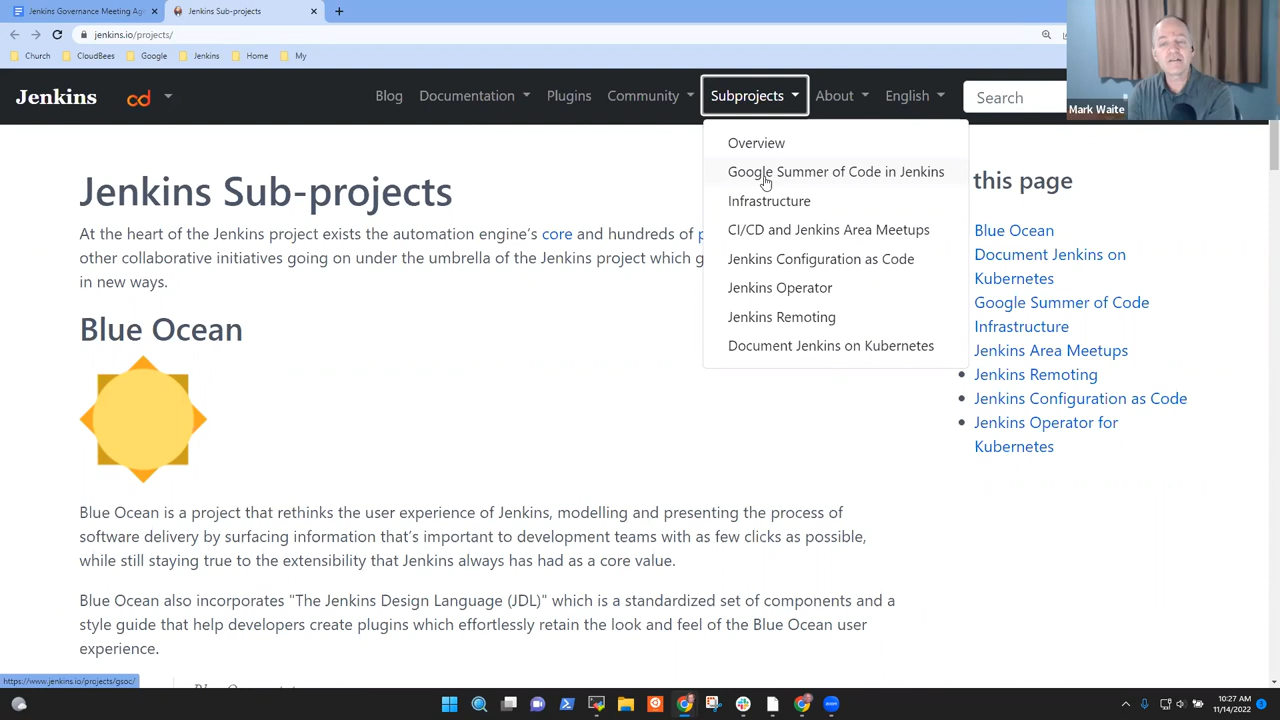 Jenkins Governance Meeting Age
Jenkins Sub-projects
jenkins.io/projects/
Church
CloudBees
Google
Jenkins
Home
My
Mark Waite
Jenkins
cd
Blog
Documentation
Plugins
Community
Subprojects
About
English
Search
Overview
Google Summer of Code in Jenkins
Infrastructure
CI/CD and Jenkins Area Meetups
Jenkins Configuration as Code
Jenkins Operator
Jenkins Remoting
Document Jenkins on Kubernetes
Jenkins Sub-projects
At the heart of the Jenkins project exists the automation engine's core and hundreds of
other collaborative initiatives going on under the umbrella of the Jenkins project which
in new ways.
Blue Ocean
Blue Ocean is a project that rethinks the user experience of Jenkins, modelling and presenting the process of
software delivery by surfacing information that's important to development teams with as few clicks as possible,
while still staying true to the extensibility that Jenkins always has had as a core value.
Blue Ocean also incorporates "The Jenkins Design Language (JDL)" which is a standardized set of components and a
style guide that help developers create plugins which effortlessly retain the look and feel of the Blue Ocean user
experience.
this page
Blue Ocean
Document Jenkins on
Kubernetes
Google Summer of Code
Infrastructure
Jenkins Area Meetups
Jenkins Remoting
Jenkins Configuration as Code
Jenkins Operator for
Kubernetes
https://www.jenkins.io/projects/gsoc/
10:27 AM
11/14/2022